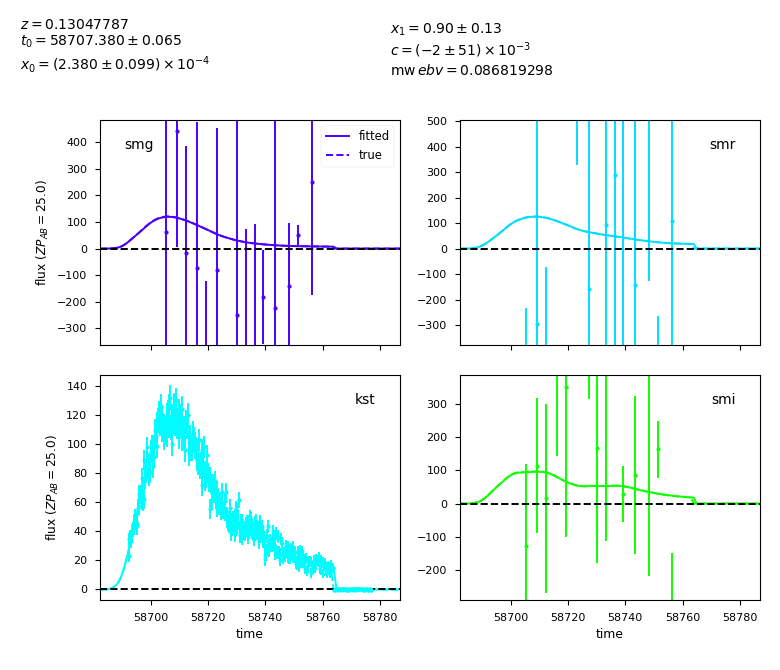 z = 0.13047787
t₀ = 58707.380 ± 0.065
x₀ = (2.380 ± 0.099) × 10⁻⁴
x₁ = 0.90 ± 0.13
c = (−2 ± 51) × 10⁻³
mw ebv = 0.086819298
smg
fitted
true
flux (ZP_AB = 25.0)
400
300
200
100
0
−100
−200
−300
smr
500
400
300
200
100
0
−100
−200
−300
kst
flux (ZP_AB = 25.0)
140
120
100
80
60
40
20
0
58700 58720 58740 58760 58780
time
smi
300
200
100
0
−100
−200
58700 58720 58740 58760 58780
time